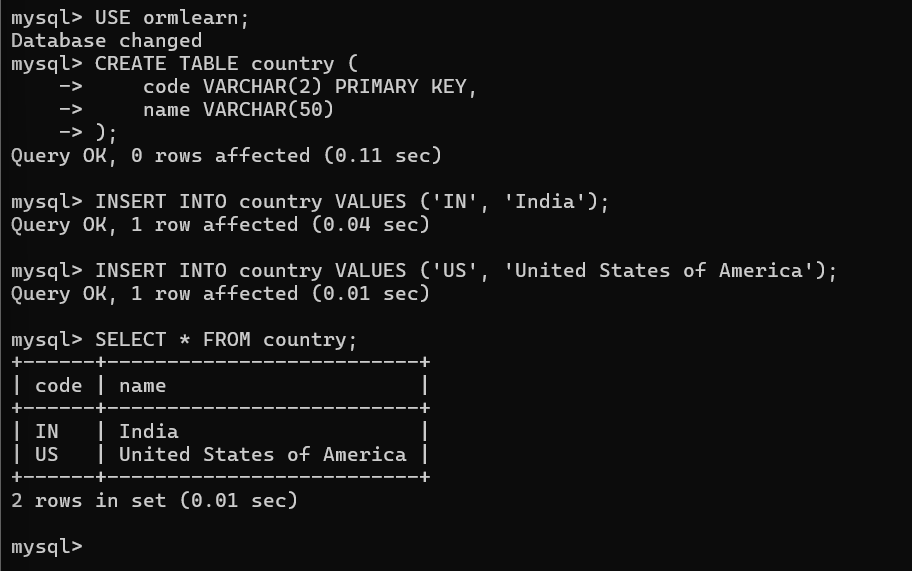 mysql> USE ormlearn;
Database changed
mysql> CREATE TABLE country (
    ->     code VARCHAR(2) PRIMARY KEY,
    ->     name VARCHAR(50)
    -> );
Query OK, 0 rows affected (0.11 sec)

mysql> INSERT INTO country VALUES ('IN', 'India');
Query OK, 1 row affected (0.04 sec)

mysql> INSERT INTO country VALUES ('US', 'United States of America');
Query OK, 1 row affected (0.01 sec)

mysql> SELECT * FROM country;
+------+--------------------------+
| code | name                     |
+------+--------------------------+
| IN   | India                    |
| US   | United States of America |
+------+--------------------------+
2 rows in set (0.01 sec)

mysql>